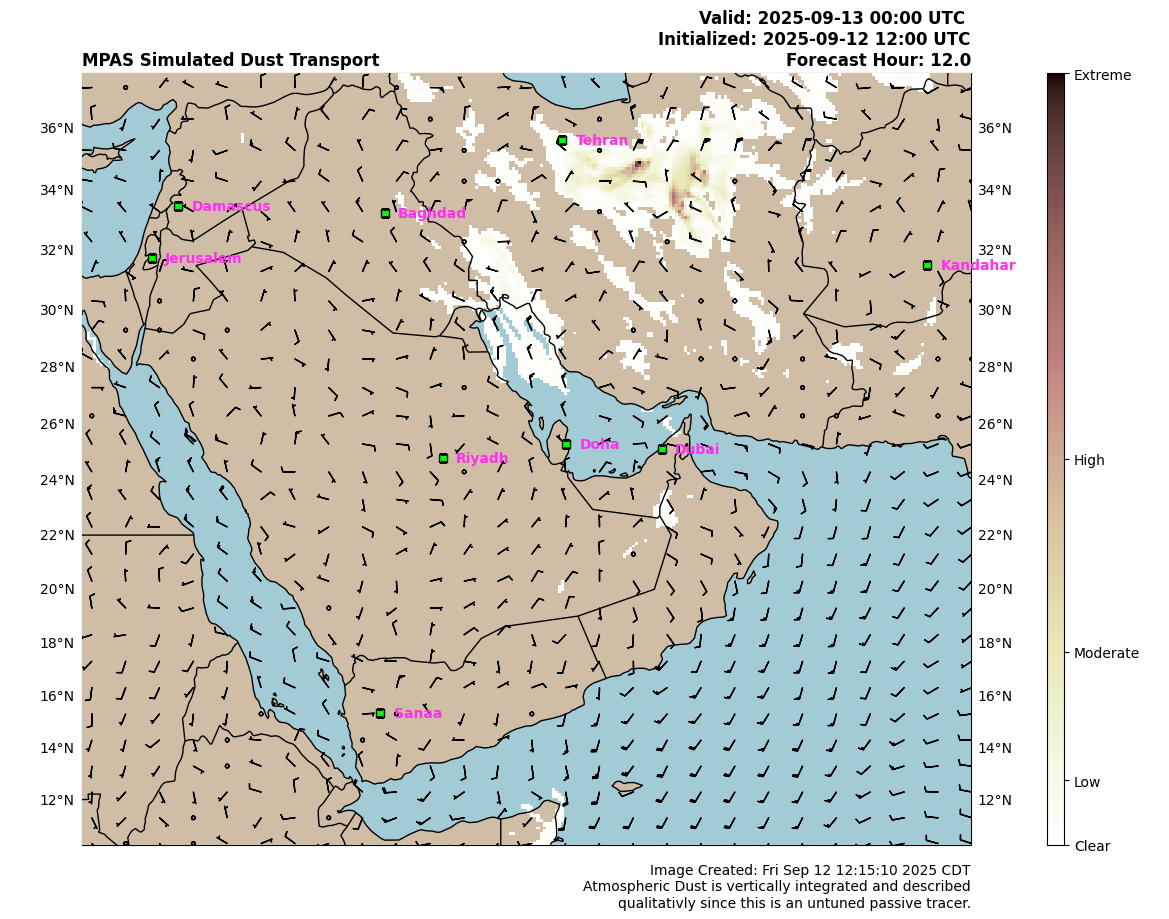 Valid: 2025-09-13 00:00 UTC
Initialized: 2025-09-12 12:00 UTC
MPAS Simulated Dust Transport Forecast Hour: 12.0
Extreme
36°N 36°N
Tehran
34°N 34°N
Damascus
Baghdad
32°N 32°N
Jerusalem
Kandahar
30°N 30°N
28°N 28°N
26°N 26°N
Doha
Dubai
Riyadh
High
24°N 24°N
22°N 22°N
20°N 20°N
18°N 18°N
Moderate
16°N 16°N
Sanaa
14°N 14°N
Low
12°N 12°N
Clear
Image Created: Fri Sep 12 12:15:10 2025 CDT
Atmospheric Dust is vertically integrated and described
qualitativly since this is an untuned passive tracer.